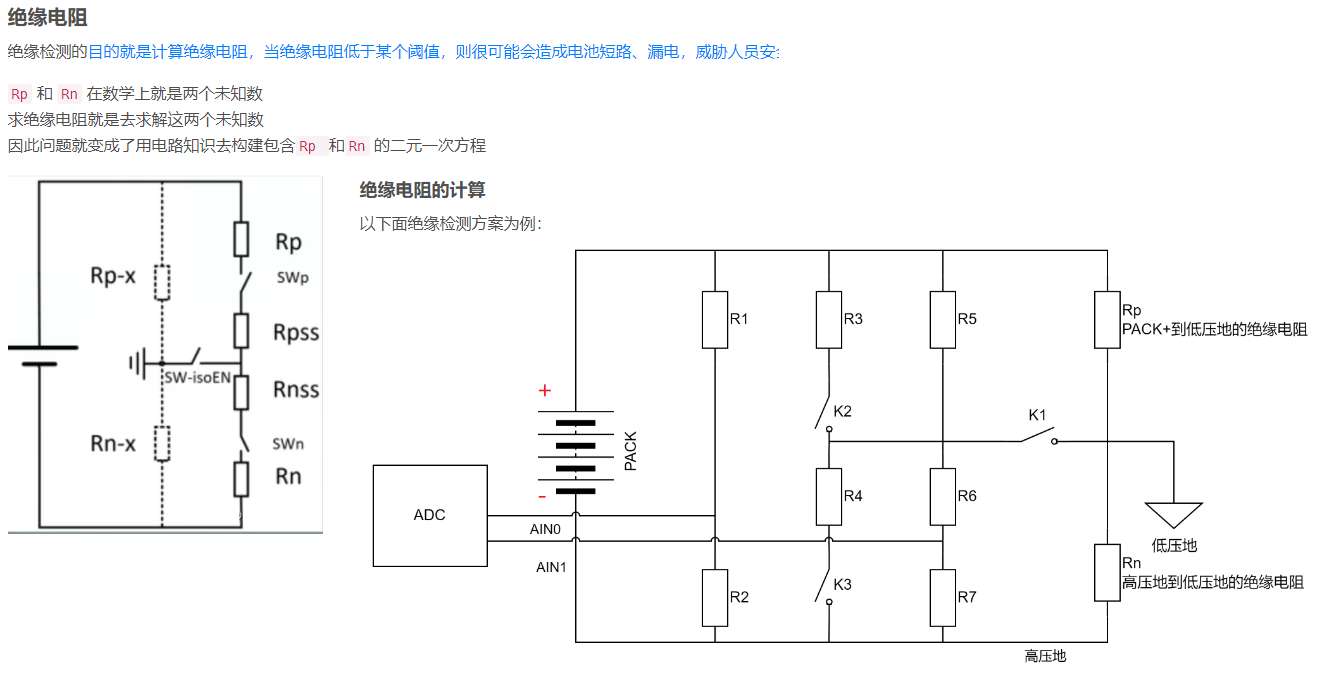 绝缘电阻
绝缘检测的目的就是计算绝缘电阻，当绝缘电阻低于某个阈值，则很可能会造成电池短路、漏电，威胁人员安
Rp 和 Rn 在数学上就是两个未知数
求绝缘电阻就是去求解这两个未知数
因此问题就变成了用电路知识去构建包含 Rp 和 Rn 的二元一次方程
Rp
Rp-x
SWp
Rpss
SW-isoEN
Rnss
Rn-x
SWn
Rn
绝缘电阻的计算
以下面绝缘检测方案为例：
R1
R3
R5
Rp
PACK+到低压地的绝缘电阻
+
K2
K1
PACK
-
R4
R6
ADC
AIN0
AIN1
低压地
K3
R2
R7
Rn
高压地到低压地的绝缘电阻
高压地